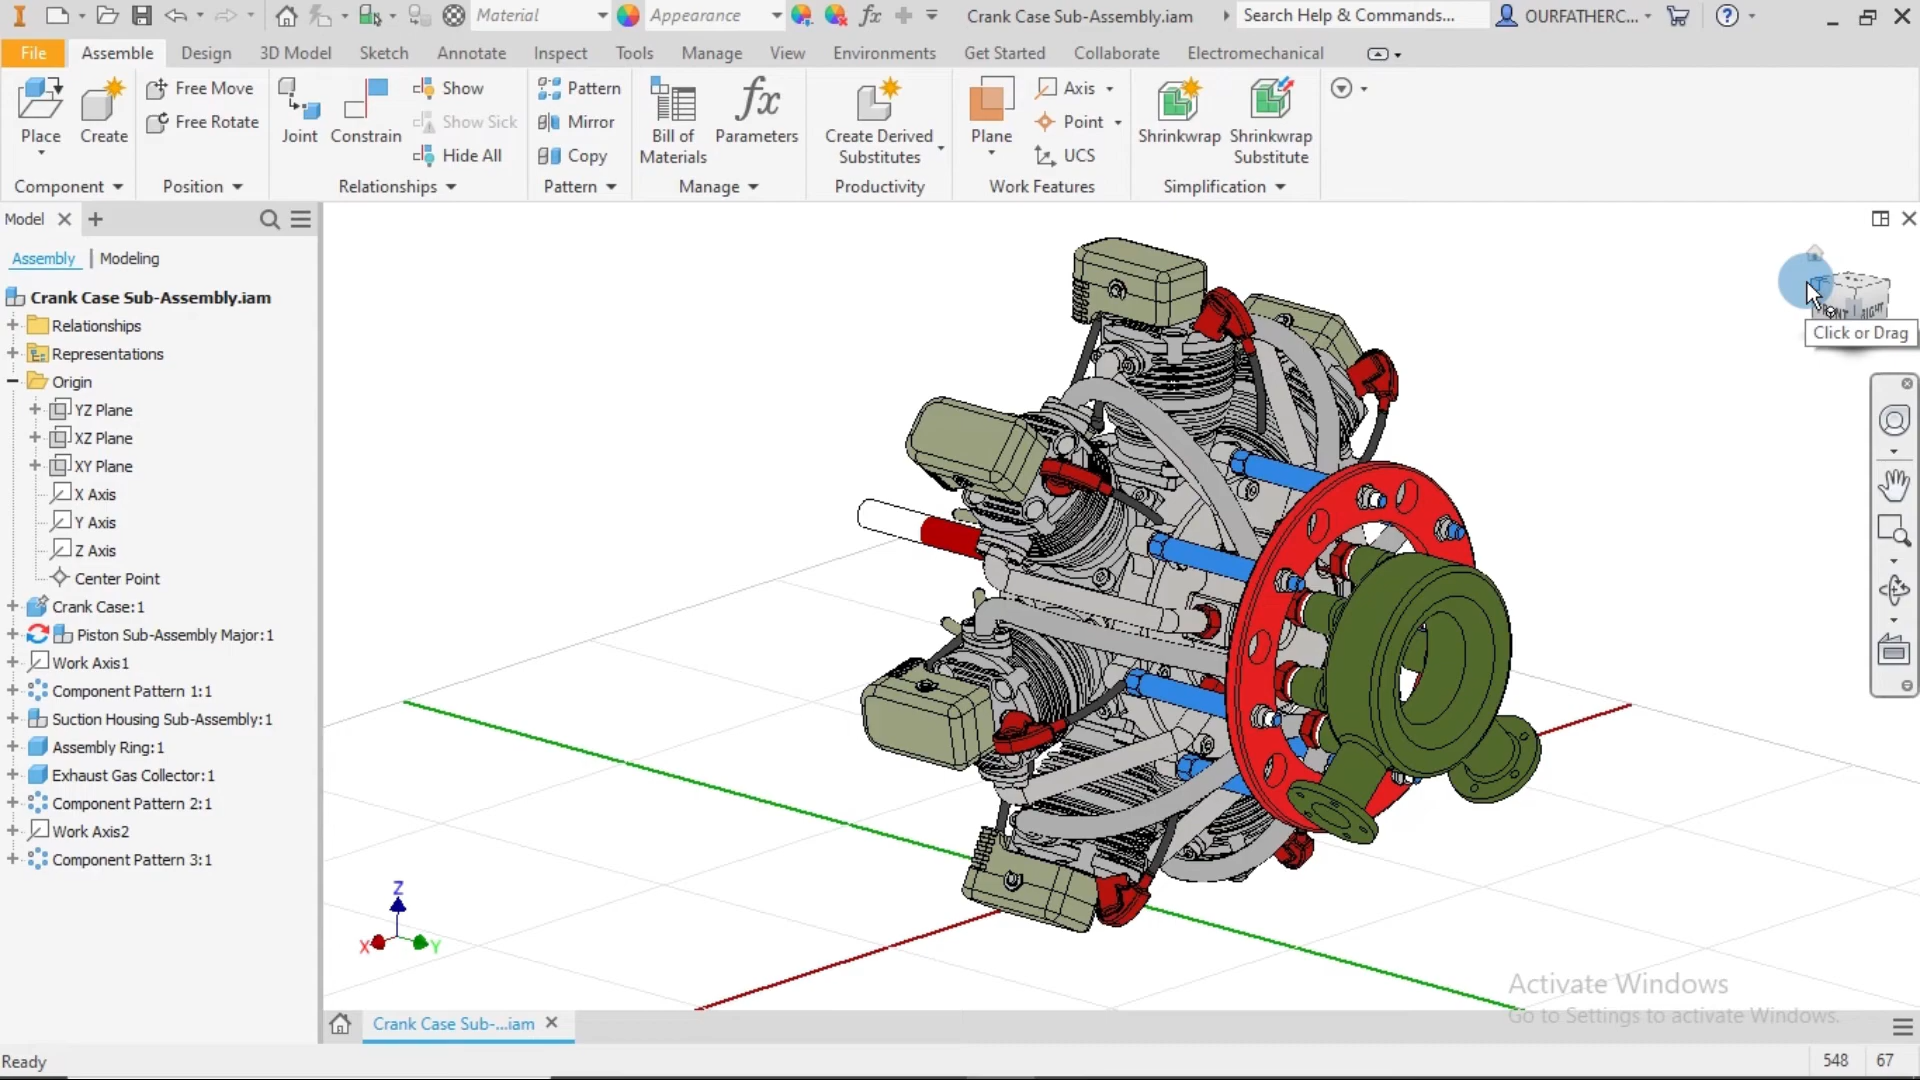 Material
Appearance
Crank Case Sub-Assembly.iam
Search Help & Commands...
OURFATHERC...
File
Assemble
Design
3D Model
Sketch
Annotate
Inspect
Tools
Manage
View
Environments
Get Started
Collaborate
Electromechanical
Place
Create
Free Move
Free Rotate
Joint
Constrain
Show
Show Sick
Hide All
Pattern
Mirror
Copy
Bill of
Materials
fx
Parameters
Create Derived
Substitutes
Plane
Axis
Point
UCS
Shrinkwrap
Shrinkwrap
Substitute
Component
Position
Relationships
Pattern
Manage
Productivity
Work Features
Simplification
Model
Assembly | Modeling
Crank Case Sub-Assembly.iam
Relationships
Representations
Origin
YZ Plane
XZ Plane
XY Plane
X Axis
Y Axis
Z Axis
Center Point
Crank Case:1
Piston Sub-Assembly Major:1
Work Axis1
Component Pattern 1:1
Suction Housing Sub-Assembly:1
Assembly Ring:1
Exhaust Gas Collector:1
Component Pattern 2:1
Work Axis2
Component Pattern 3:1
RIGHT
Click or Drag
Z
X
Y
Activate Windows
Go to Settings to activate Windows.
Crank Case Sub-...iam
Ready
548
67